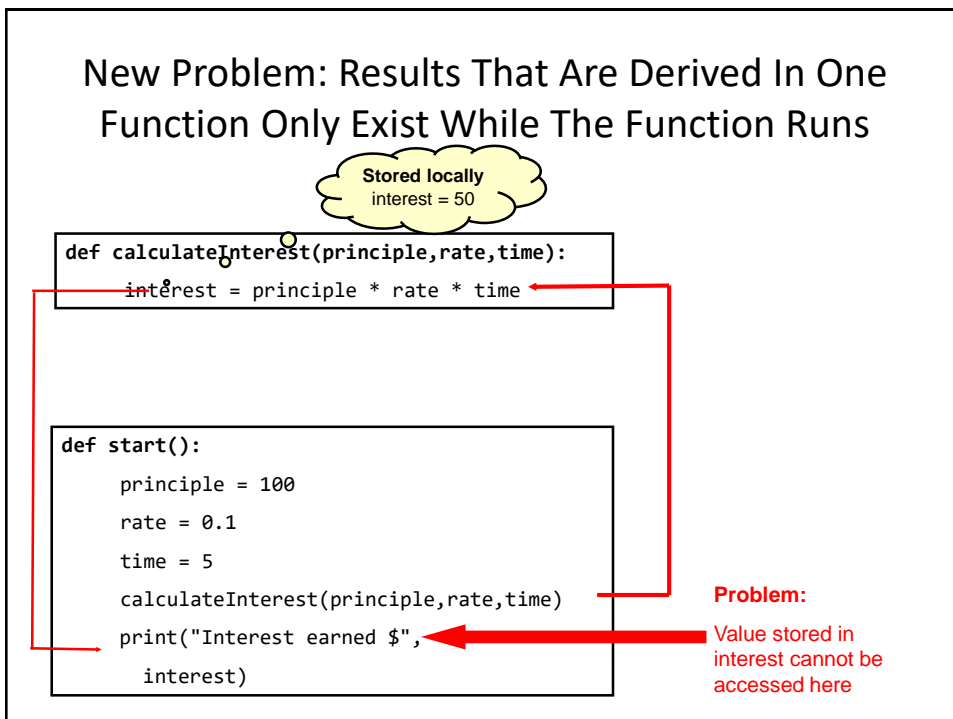 New Problem: Results That Are Derived In One
Function Only Exist While The Function Runs
Stored locally
interest = 50
def calculateInterest(principle,rate,time):
interest = principle * rate * time
def start():
principle = 100
rate = 0.1
time = 5
calculateInterest(principle,rate,time)
print("Interest earned $",
interest)
Problem:
Value stored in
interest cannot be
accessed here